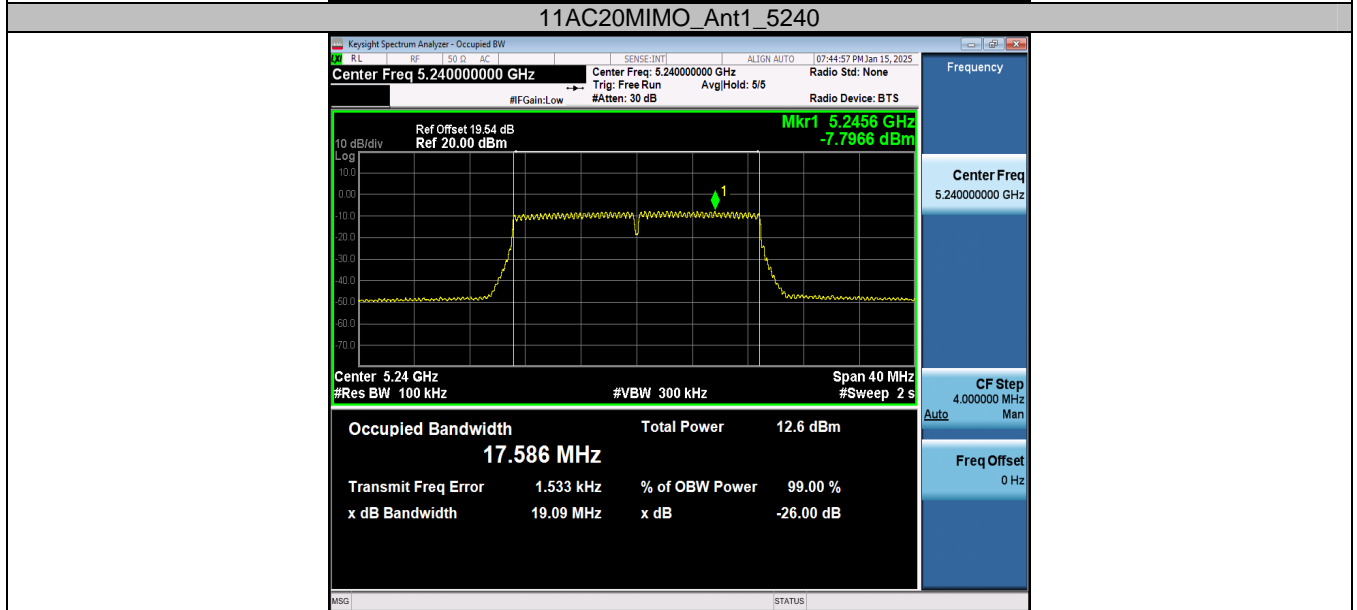 11AC20MIMO_Ant1_5240
Keysight Spectrum Analyzer - Occupied BW
LXI RL RF 50 Ω AC SENSE:INT ALIGN AUTO 07:44:57 PM Jan 15, 2025
Center Freq 5.240000000 GHz
Center Freq: 5.240000000 GHz Radio Std: None
Trig: Free Run Avg|Hold: 5/5
#IFGain:Low #Atten: 30 dB Radio Device: BTS
Frequency
Mkr1 5.2456 GHz
-7.7966 dBm
Ref Offset 19.54 dB
10 dB/div Ref 20.00 dBm
Log
10.0
0.00
-10.0
-20.0
-30.0
-40.0
-50.0
-60.0
-70.0
1
Center 5.24 GHz Span 40 MHz
#Res BW 100 kHz #VBW 300 kHz #Sweep 2 s
Center Freq
5.240000000 GHz
CF Step
4.000000 MHz
Auto Man
Freq Offset
0 Hz
Occupied Bandwidth Total Power 12.6 dBm
17.586 MHz
Transmit Freq Error 1.533 kHz % of OBW Power 99.00 %
x dB Bandwidth 19.09 MHz x dB -26.00 dB
MSG STATUS